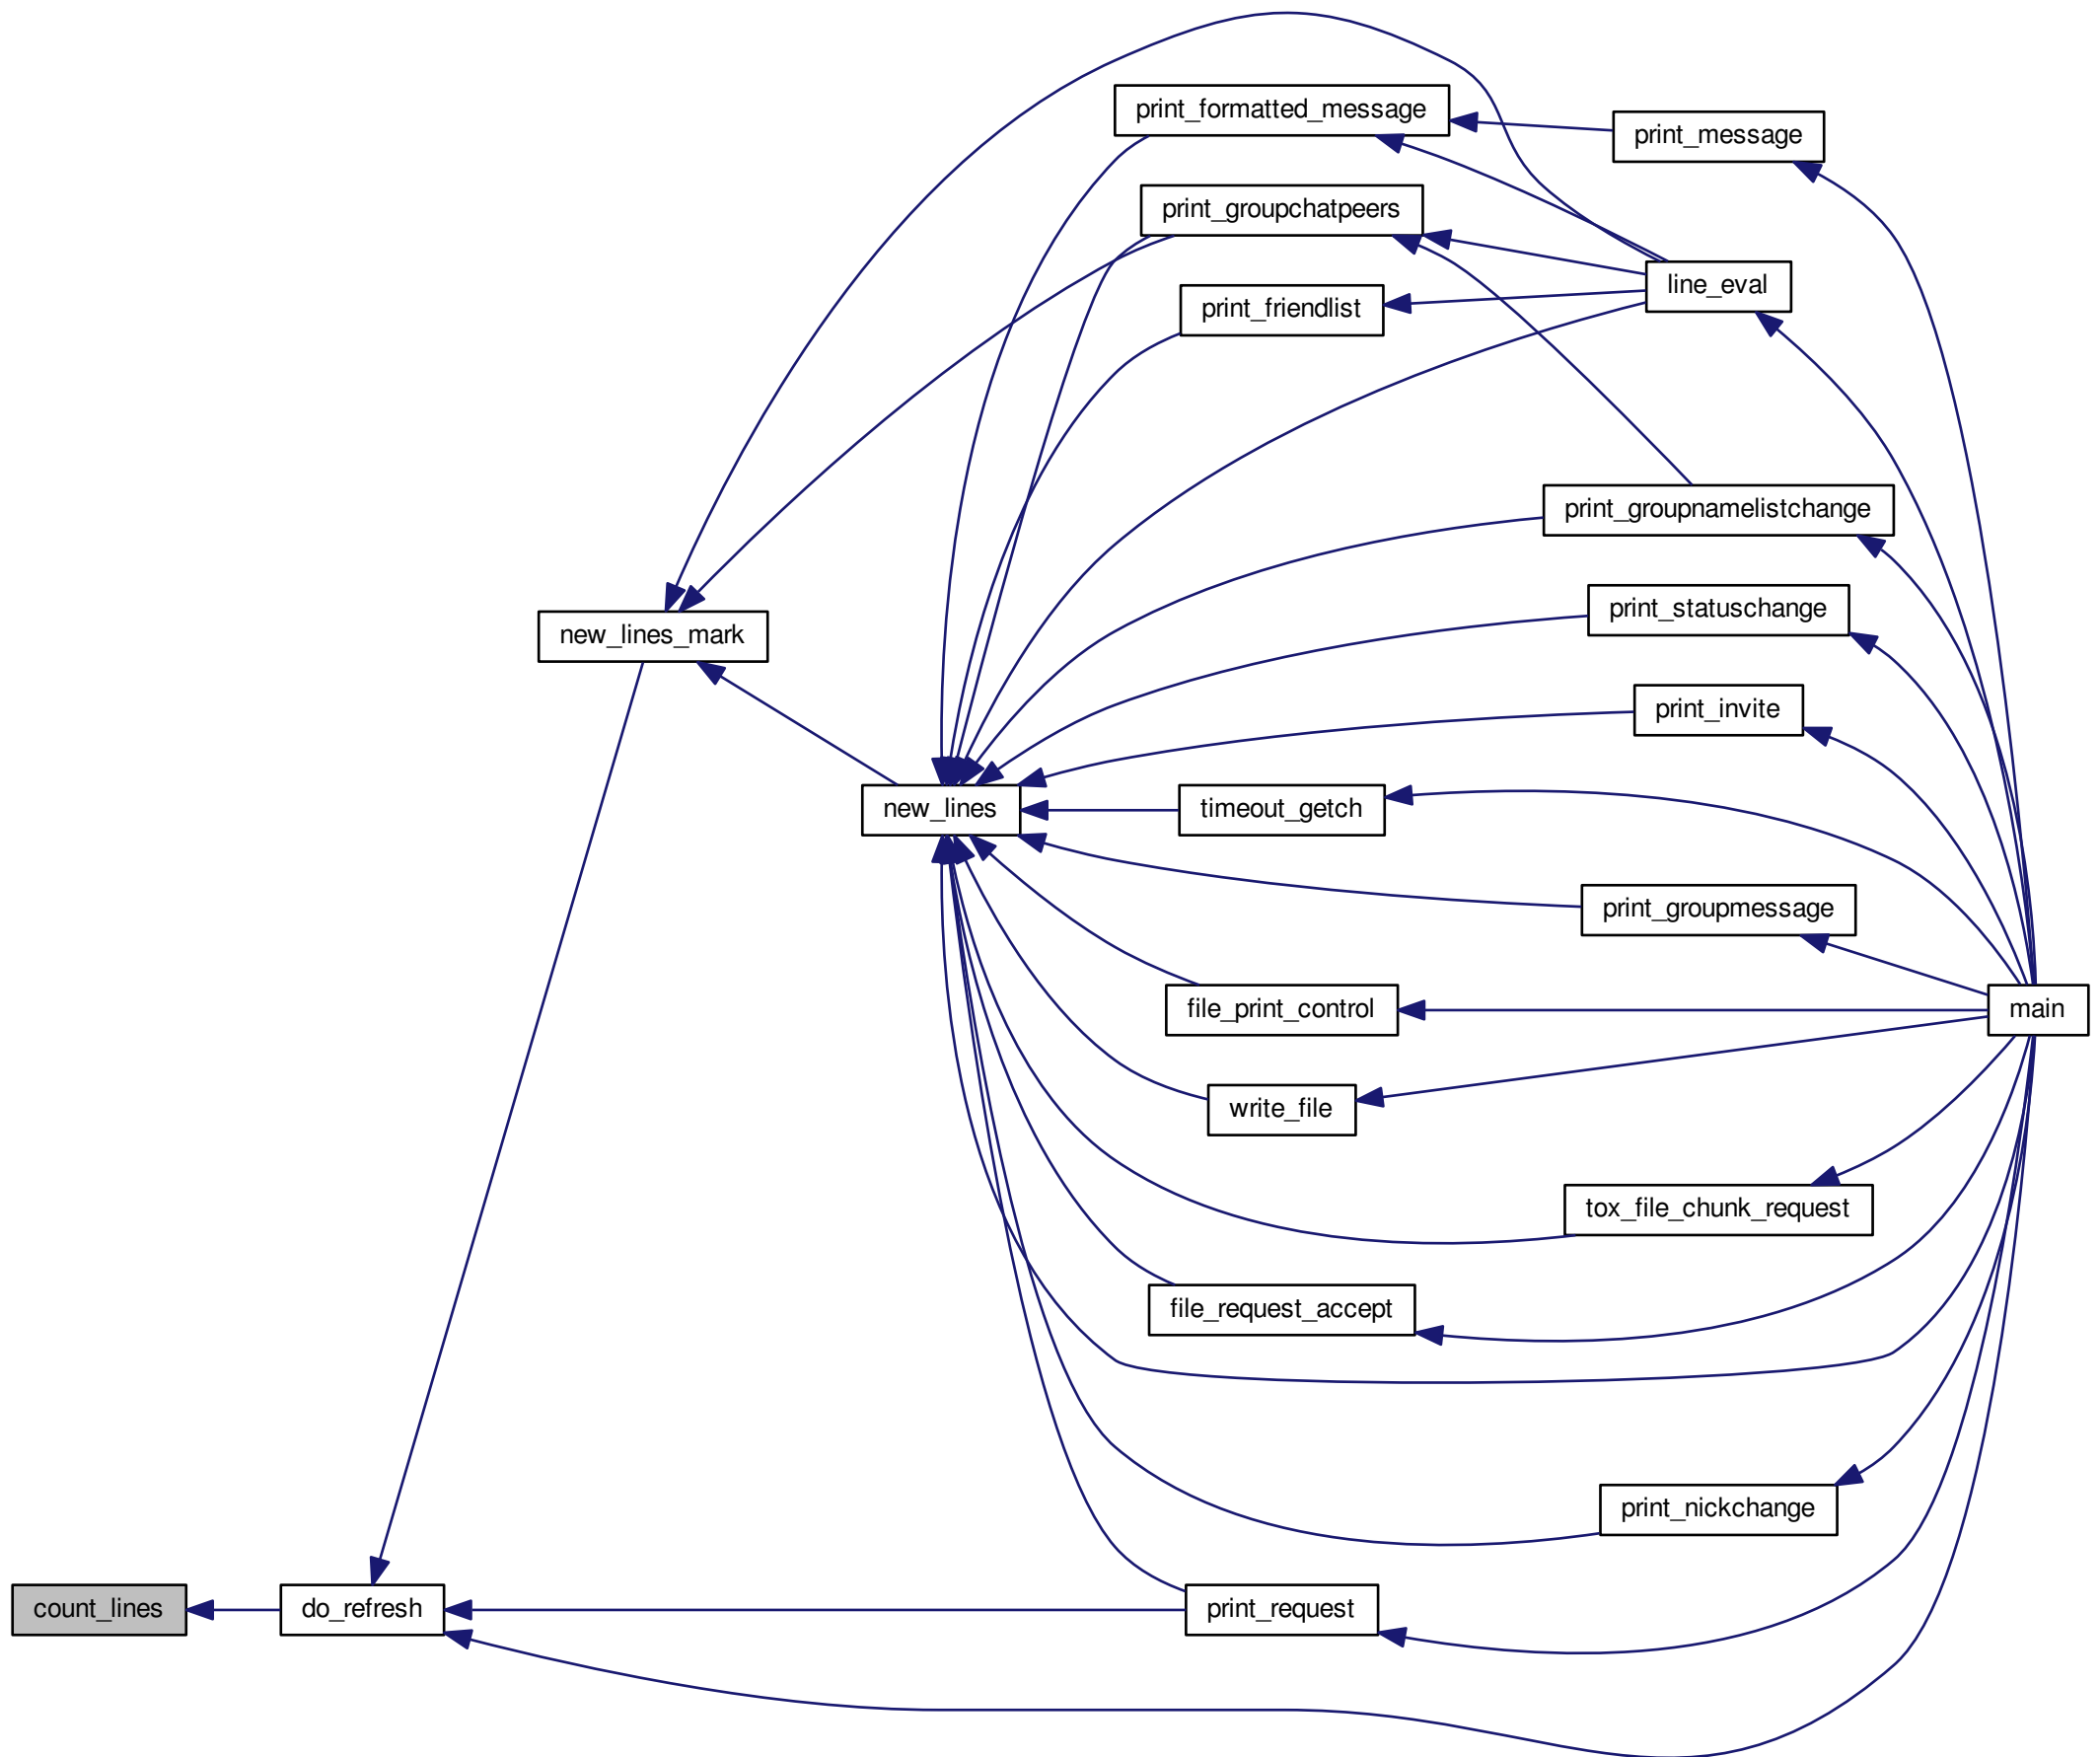 print_formatted_message
print_message
print_groupchatpeers
line_eval
print_friendlist
print_groupnamelistchange
print_statuschange
new_lines_mark
print_invite
new_lines
timeout_getch
print_groupmessage
file_print_control
main
write_file
tox_file_chunk_request
file_request_accept
print_nickchange
count_lines
do_refresh
print_request